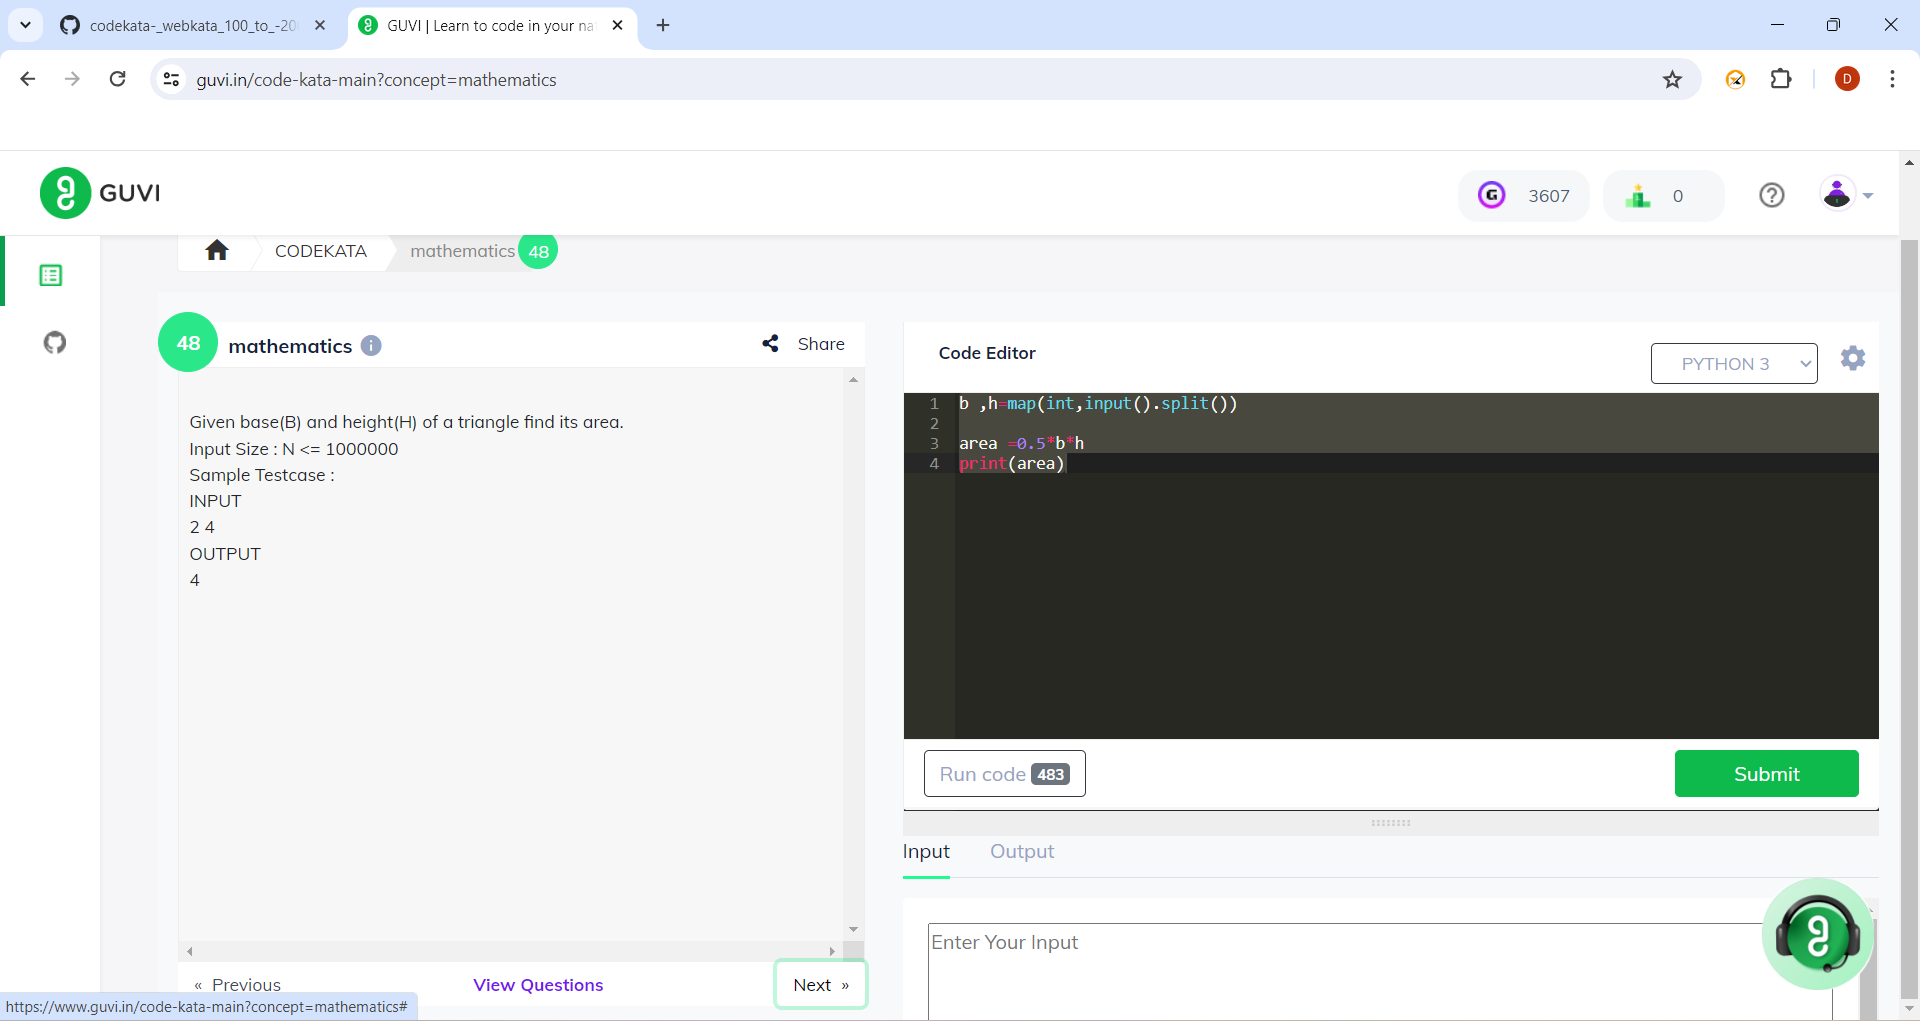 codekata-_webkata_100_to_-20
GUVI | Learn to code in your na
guvi.in/code-kata-main?concept=mathematics
D
GUVI
G 3607
0
CODEKATA
mathematics 48
48 mathematics i
Share
Given base(B) and height(H) of a triangle find its area.
Input Size : N <= 1000000
Sample Testcase :
INPUT
2 4
OUTPUT
4
« Previous
View Questions
Next »
https://www.guvi.in/code-kata-main?concept=mathematics#
Code Editor
PYTHON 3
1 b ,h=map(int,input().split())
2
3 area =0.5*b*h
4 print(area)
Run code 483
Submit
Input Output
Enter Your Input